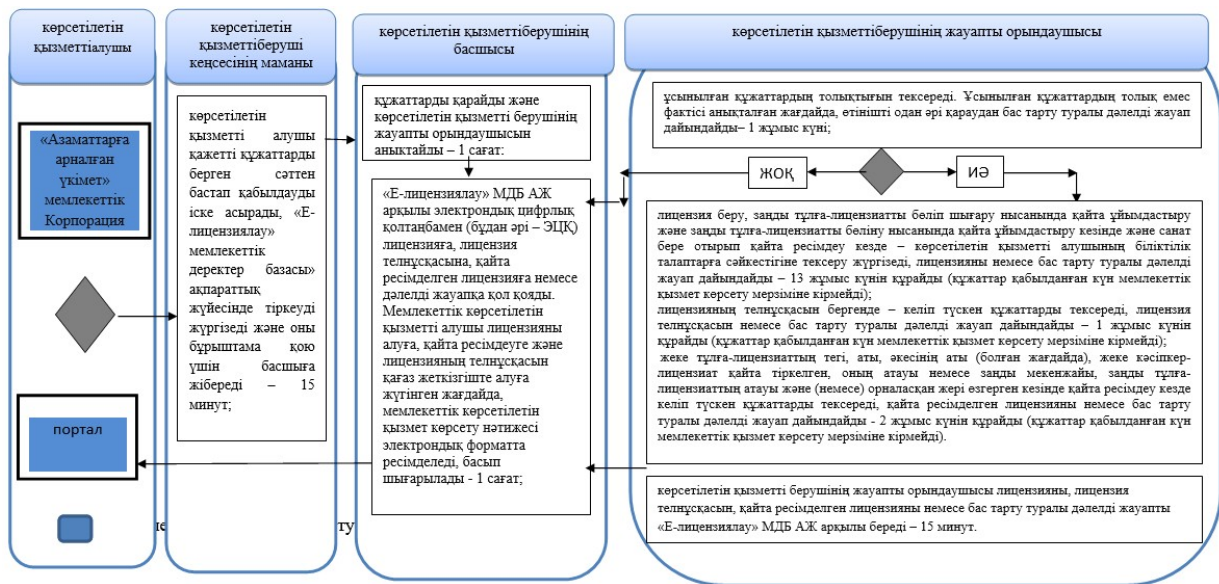 көрсетілетін
қызметтіалушы
«Азаматтарға
арналған
үкімет»
мемлекеттік
Корпорация
портал
көрсетілетін
қызметтіберуші
кеңсесінің маманы
көрсетілетін
қызметті алушы
қажетті құжаттарды
берген сәттен
бастап қабылдауды
іске асырады, «Е-
лицензиялау»
мемлекеттік
деректер базасы»
ақпараттық
жүйесінде тіркеуді
жүргізеді және оны
бұрыштама қою
үшін басшыға
жібереді – 15
минут;
көрсетілетін қызметтіберушінің
басшысы
құжаттарды қарайды және
көрсетілетін қызметті берушінің
жауапты орындаушысын
анықтайды – 1 сағат:
«Е-лицензиялау» МДБ АЖ
арқылы электрондық цифрлық
қолтаңбамен (бұдан әрі – ЭЦҚ)
лицензияға, лицензия
телнұсқасына, қайта
ресімделген лицензияға немесе
дәлелді жауапқа қол қояды.
Мемлекеттік көрсетілетін
қызметті алушы лицензияны
алуға, қайта ресімдеуге және
лицензияның телнұсқасын
қағаз жеткізгіште алуға
жүгінген жағдайда,
мемлекеттік көрсетілетін
қызмет көрсету нәтижесі
электрондық форматта
ресімделеді, басып
шығарылады - 1 сағат;
көрсетілетін қызметтіберушінің жауапты орындаушысы
ұсынылған құжаттардың толықтығын тексереді. Ұсынылған құжаттардың толық емес
фактісі анықталған жағдайда, өтінішті одан әрі қараудан бас тарту туралы дәлелді жауап
дайындайды– 1 жұмыс күні;
ЖОҚ
ИӘ
лицензия беру, заңды тұлға-лицензиатты бөліп шығару нысанында қайта ұйымдастыру
және заңды тұлға-лицензиатты бөліну нысанында қайта ұйымдастыру кезінде және санат
бере отырып қайта ресімдеу кезде – көрсетілетін қызметті алушының біліктілік
талаптарға сәйкестігіне тексеру жүргізеді, лицензияны немесе бас тарту туралы дәлелді
жауап дайындайды – 13 жұмыс күнін құрайды (құжаттар қабылданған күн мемлекеттік
қызмет көрсету мерзіміне кірмейді);
лицензияның телнұсқасын бергенде – келіп түскен құжаттарды тексереді, лицензия
телнұсқасын немесе бас тарту туралы дәлелді жауап дайындайды – 1 жұмыс күнін
құрайды (құжаттар қабылданған күн мемлекеттік қызмет көрсету мерзіміне кірмейді);
жеке тұлға-лицензиаттың тегі, аты, әкесінің аты (болған жағдайда), жеке кәсіпкер-
лицензиат қайта тіркелген, оның атауы немесе заңды мекенжайы, заңды тұлға-
лицензиаттың атауы және (немесе) орналасқан жері өзгерген кезінде қайта ресімдеу кезде
келіп түскен құжаттарды тексереді, қайта ресімделген лицензияны немесе бас тарту
туралы дәлелді жауап дайындайды - 2 жұмыс күнін құрайды (құжаттар қабылданған күн
мемлекеттік қызмет көрсету мерзіміне кірмейді).
көрсетілетін қызметті берушінің жауапты орындаушысы лицензияны, лицензия
телнұсқасын, қайта ресімделген лицензияны немесе бас тарту туралы дәлелді жауапты
«Е-лицензиялау» МДБ АЖ арқылы береді – 15 минут.